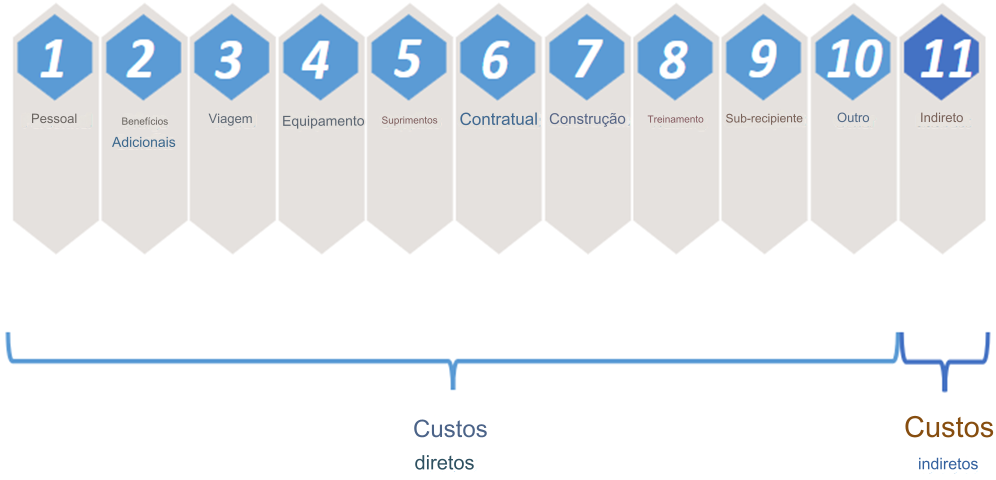 1 2 3 4 5 6 7 8 9 10 11
Pessoal Benefícios Viagem Equipamento Suprimentos Contratual Construção Treinamento Sub-recipiente Outro Indireto
Adicionais
Custos Custos
diretos indiretos